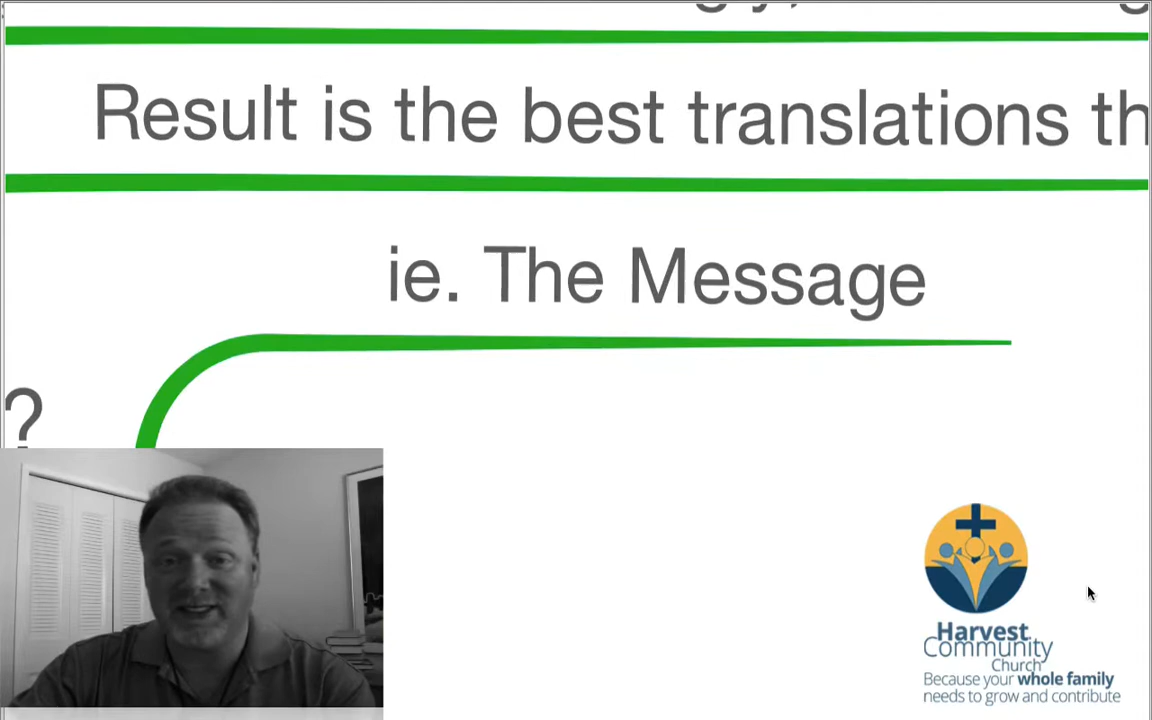 Result is the best translations
ie. The Message
?
Harvest
Community
Church
Because your whole family
needs to grow and contribute